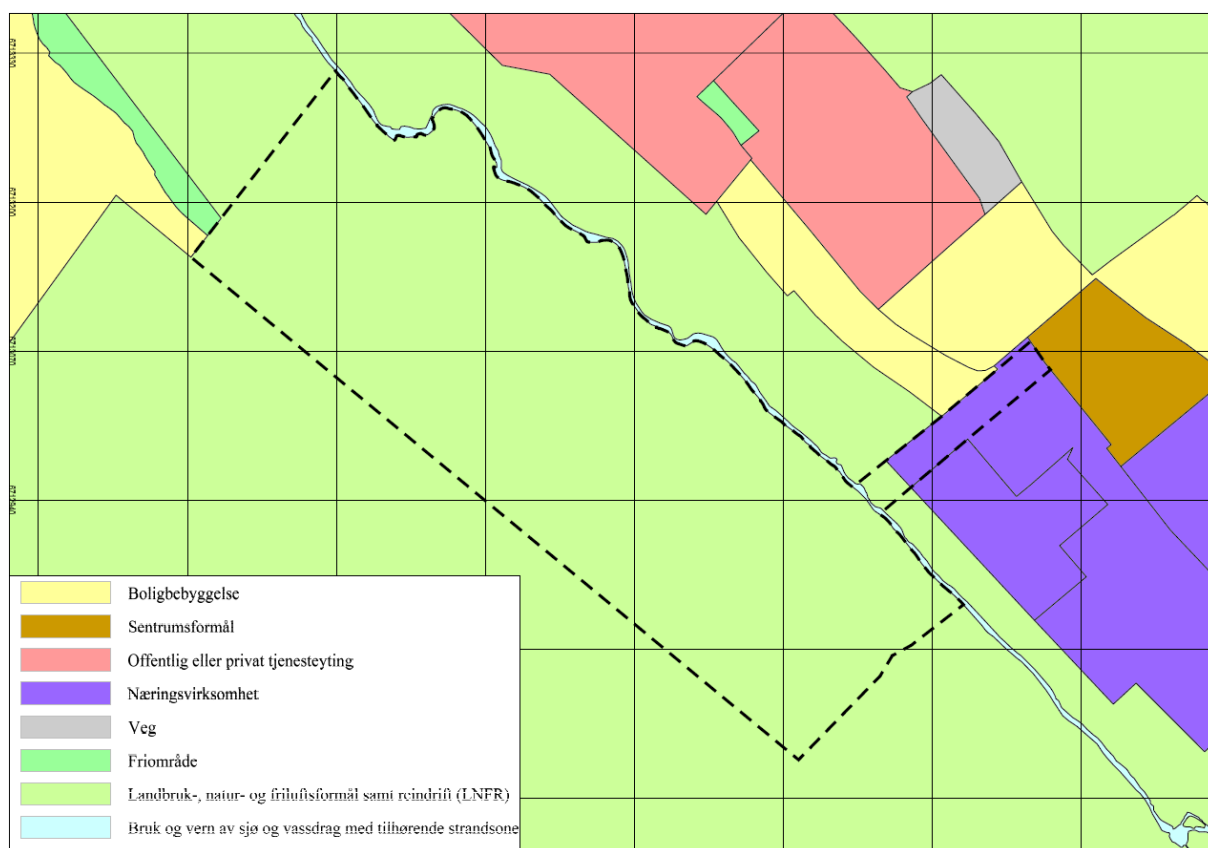 Boligbebyggelse
Sentrumsformål
Offentlig eller privat tjenesteyting
Næringsvirksomhet
Veg
Friområde
Landbruk-, natur- og friluftsformål samt reindrift (LNFR)
Bruk og vern av sjø og vassdrag med tilhørende strandsone